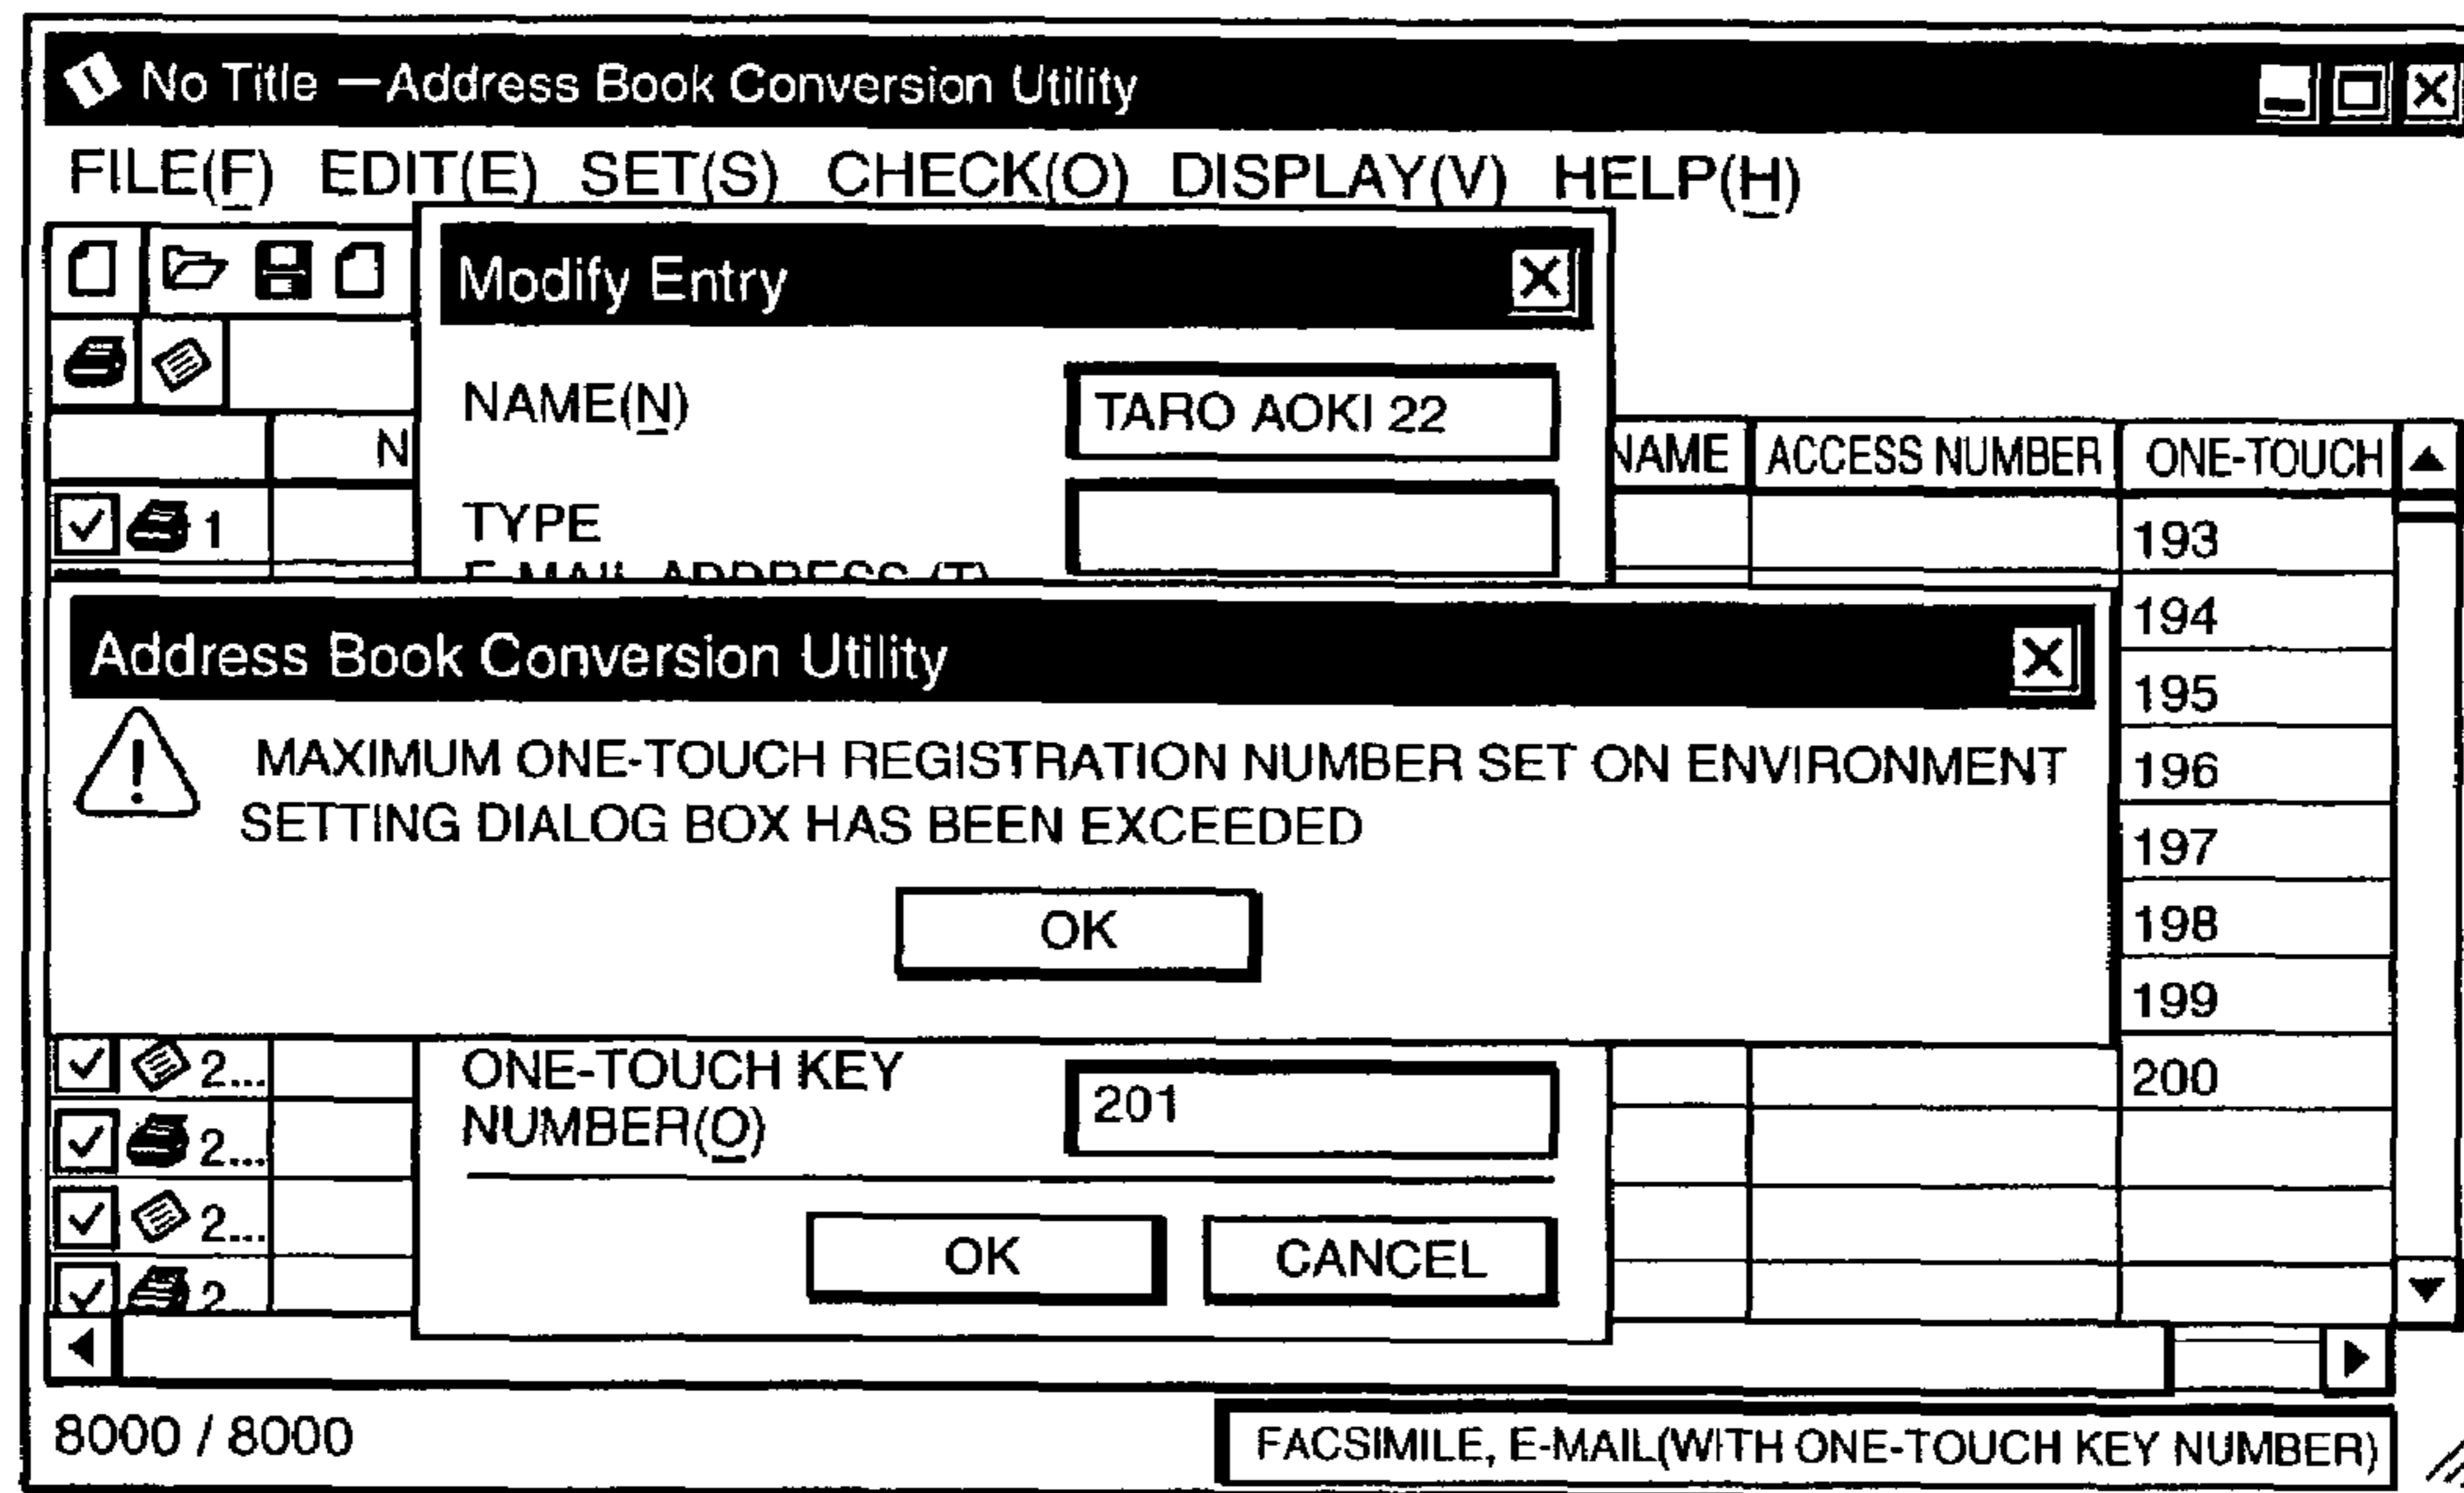 No Title —Address Book Conversion Utility
FILE(F) EDIT(E) SET(S) CHECK(O) DISPLAY(V) HELP(H)
Modify Entry
NAME(N) TARO AOKI 22
N NAME ACCESS NUMBER ONE-TOUCH
1 TYPE 193
E-MAIL ADDRESS (T)
194
Address Book Conversion Utility
195
MAXIMUM ONE-TOUCH REGISTRATION NUMBER SET ON ENVIRONMENT 196
SETTING DIALOG BOX HAS BEEN EXCEEDED 197
OK 198
199
2... ONE-TOUCH KEY 201 200
2... NUMBER(O)
2...
OK CANCEL
2
8000 / 8000 FACSIMILE, E-MAIL(WITH ONE-TOUCH KEY NUMBER)